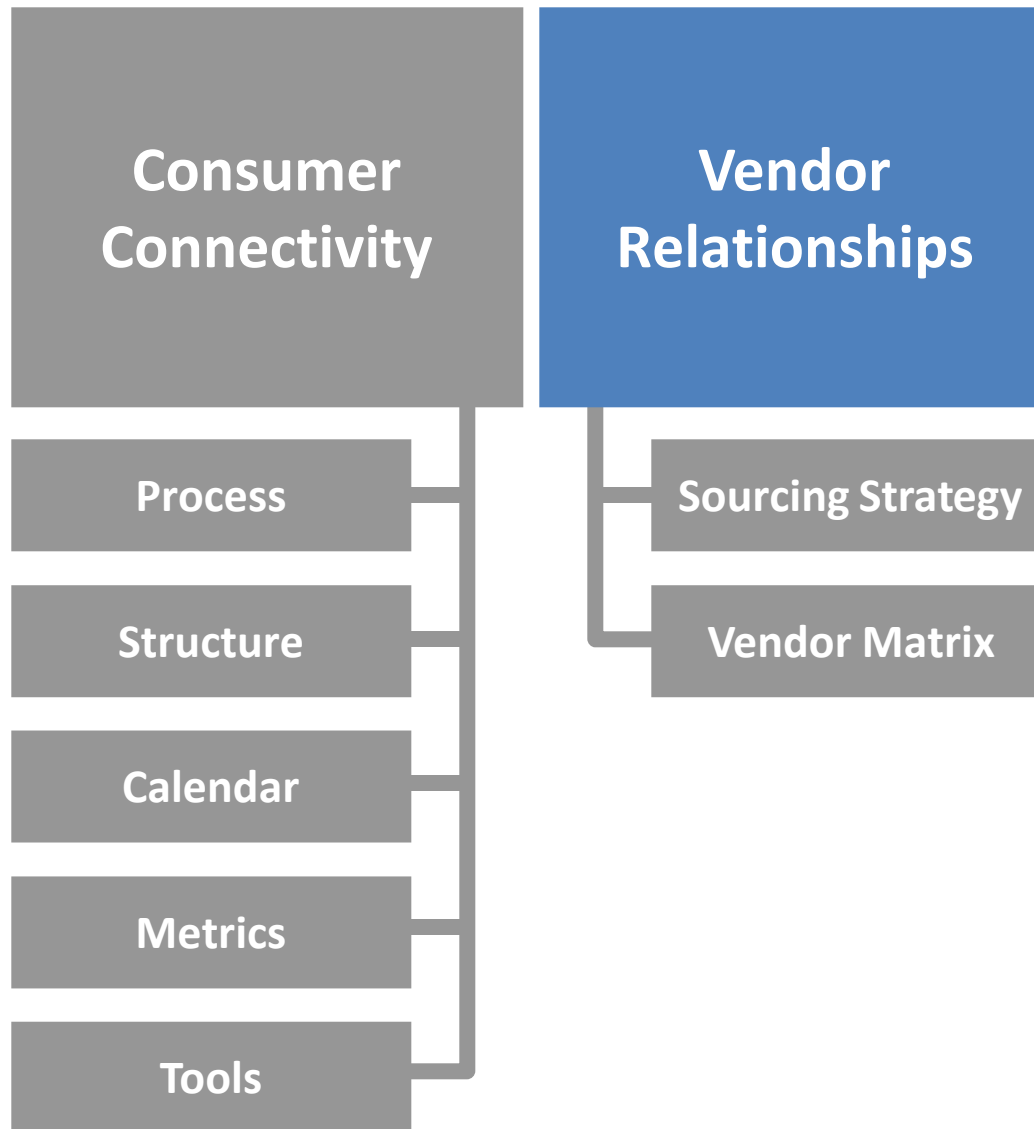 Consumer
Connectivity
Process
Structure
Calendar
Metrics
Tools
Vendor
Relationships
Sourcing Strategy
Vendor Matrix